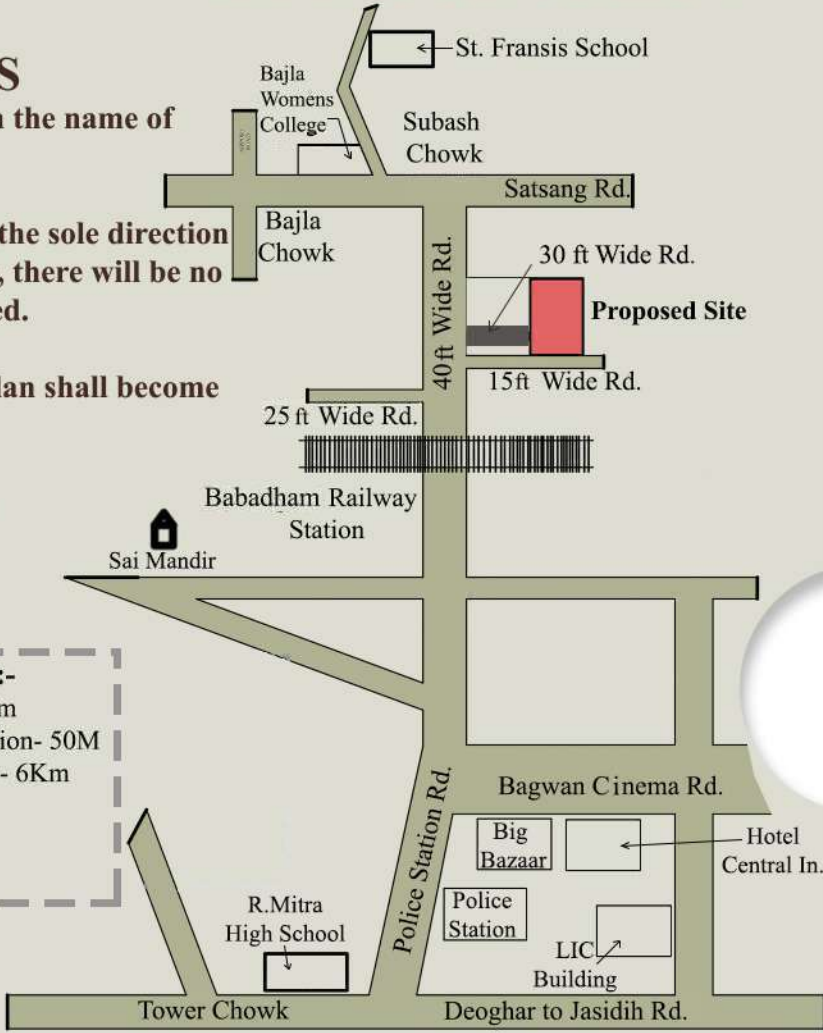 S
the name of
the sole direction
, there will be no
ed.
lan shall become
St. Fransis School
Bajla
Womens
College
Subash
Chowk
Satsang Rd.
Bajla
Chowk
40ft Wide Rd.
30 ft Wide Rd.
Proposed Site
15ft Wide Rd.
25 ft Wide Rd.
Babadham Railway
Station
Sai Mandir
:-
m
ion- 50M
- 6Km
Police Station Rd.
Bagwan Cinema Rd.
Big
Bazaar
Hotel
Central In.
Police
Station
R.Mitra
High School
LIC
Building
Tower Chowk
Deoghar to Jasidih Rd.